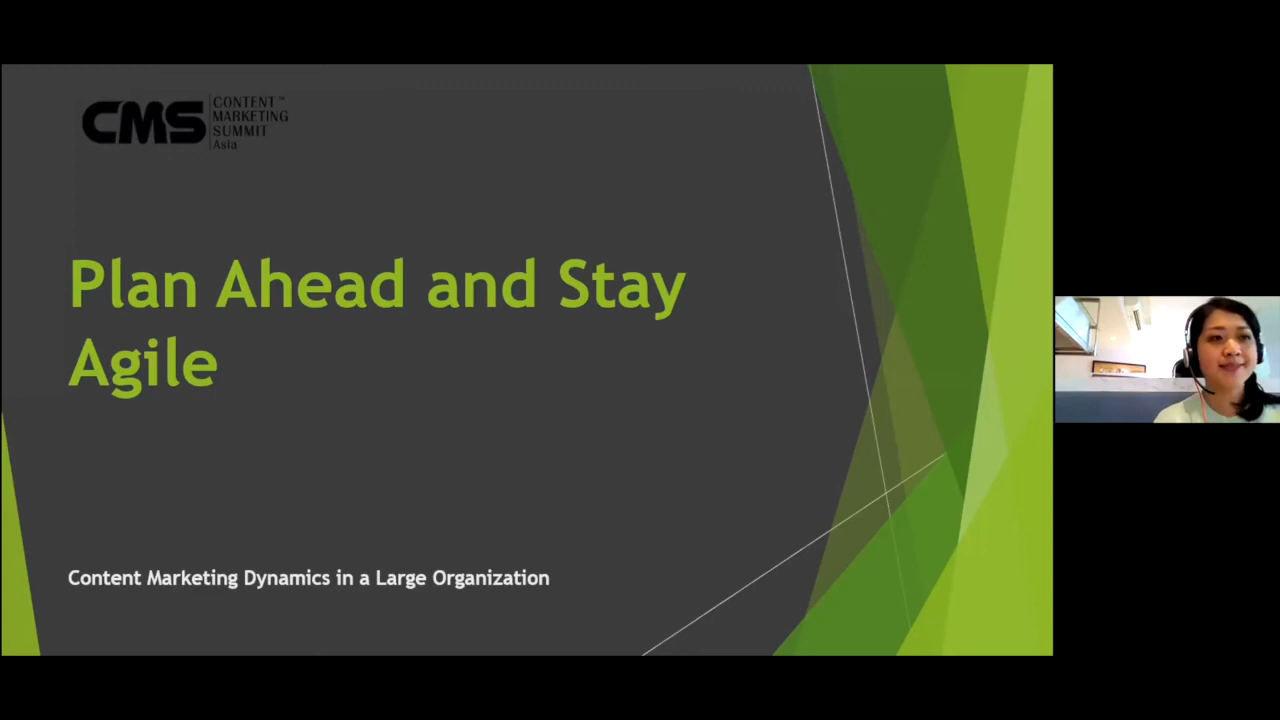 CMS
CONTENT™
MARKETING
SUMMIT
Asia
Plan Ahead and Stay
Agile
Content Marketing Dynamics in a Large Organization